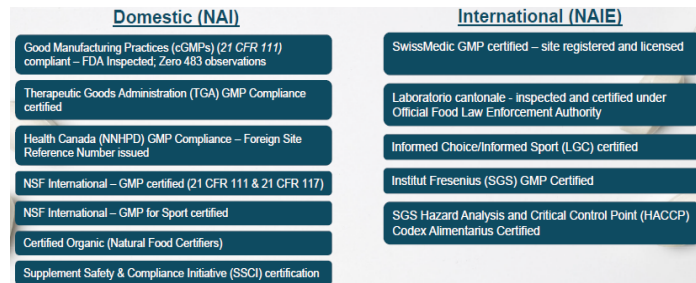 Domestic (NAI)
Good Manufacturing Practices (cGMPs) (21 CFR 111)
compliant – FDA Inspected; Zero 483 observations
Therapeutic Goods Administration (TGA) GMP Compliance
certified
Health Canada (NNHPD) GMP Compliance – Foreign Site
Reference Number issued
NSF International – GMP certified (21 CFR 111 & 21 CFR 117)
NSF International – GMP for Sport certified
Certified Organic (Natural Food Certifiers)
Supplement Safety & Compliance Initiative (SSCI) certification
International (NAIE)
SwissMedic GMP certified – site registered and licensed
Laboratorio cantonale - inspected and certified under
Official Food Law Enforcement Authority
Informed Choice/Informed Sport (LGC) certified
Institut Fresenius (SGS) GMP Certified
SGS Hazard Analysis and Critical Control Point (HACCP)
Codex Alimentarius Certified